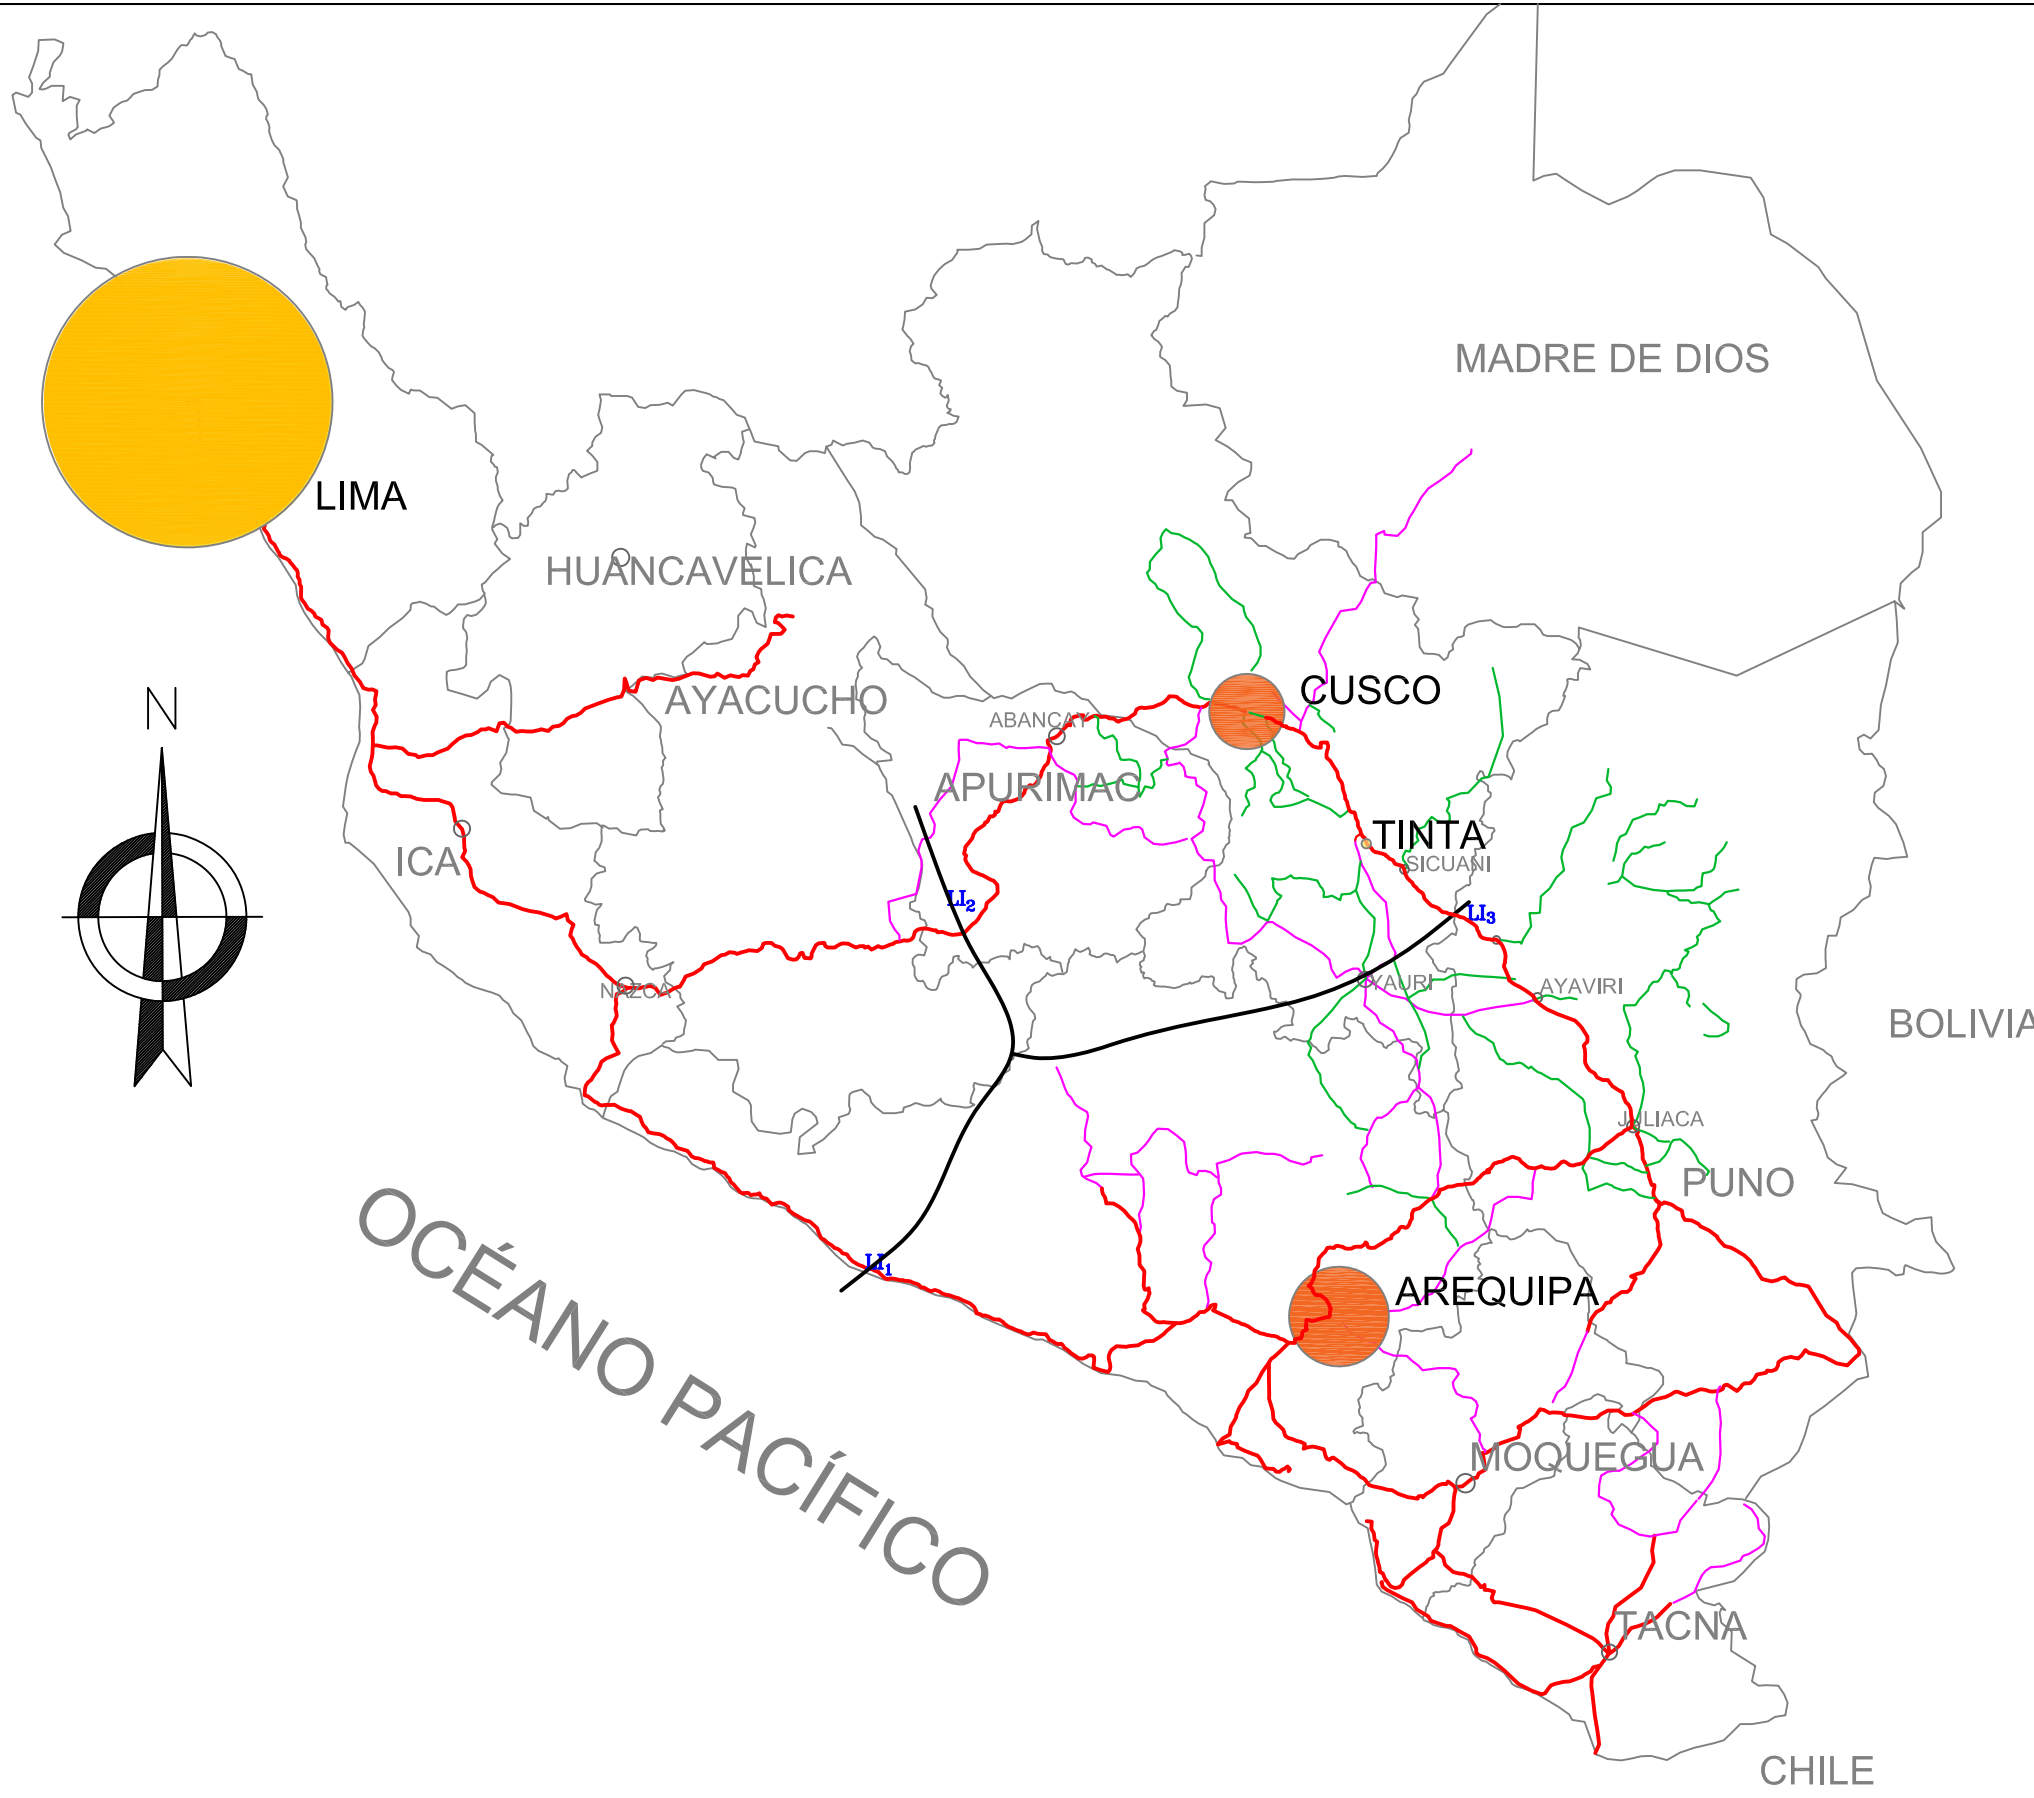 MADRE DE DIOS
LIMA
HUANCAVELICA
N
CUSCO
AYACUCHO
ABANCAY
APURIMAC
TINTA
ICA
SICUANI
LI2
LI3
YAURI
AYAVIRI
NAZCA
BOLIVIA
JULIACA
PUNO
LI1
AREQUIPA
OCÉANO PACÍFICO
MOQUEGUA
TACNA
CHILE